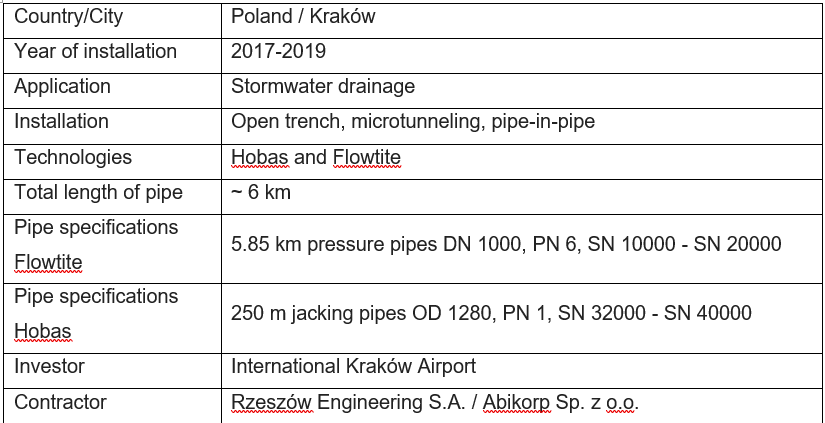 Country/City Poland / Kraków
Year of installation 2017-2019
Application Stormwater drainage
Installation Open trench, microtunneling, pipe-in-pipe
Technologies Hobas and Flowtite
Total length of pipe ~ 6 km
Pipe specifications
Flowtite
5.85 km pressure pipes DN 1000, PN 6, SN 10000 - SN 20000
Pipe specifications
Hobas
250 m jacking pipes OD 1280, PN 1, SN 32000 - SN 40000
Investor International Kraków Airport
Contractor Rzeszów Engineering S.A. / Abikorp Sp. z o.o.